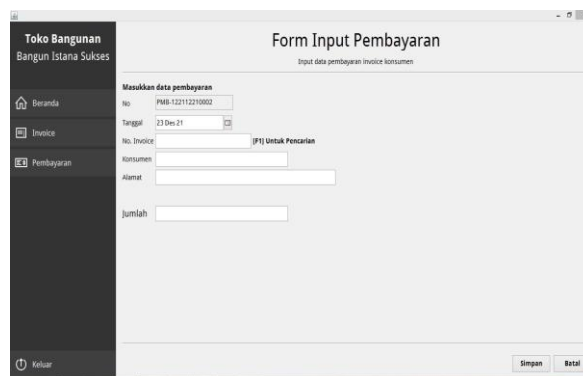 Toko Bangunan
Bangun Istana Sukses
Beranda
Invoice
Pembayaran
Keluar
Form Input Pembayaran
Input data pembayaran invoice konsumen
Masukkan data pembayaran
No PMB-122112210002
Tanggal 23 Des 21
No. Invoice [F1] Untuk Pencarian
Konsumen
Alamat
Jumlah
Simpan Batal